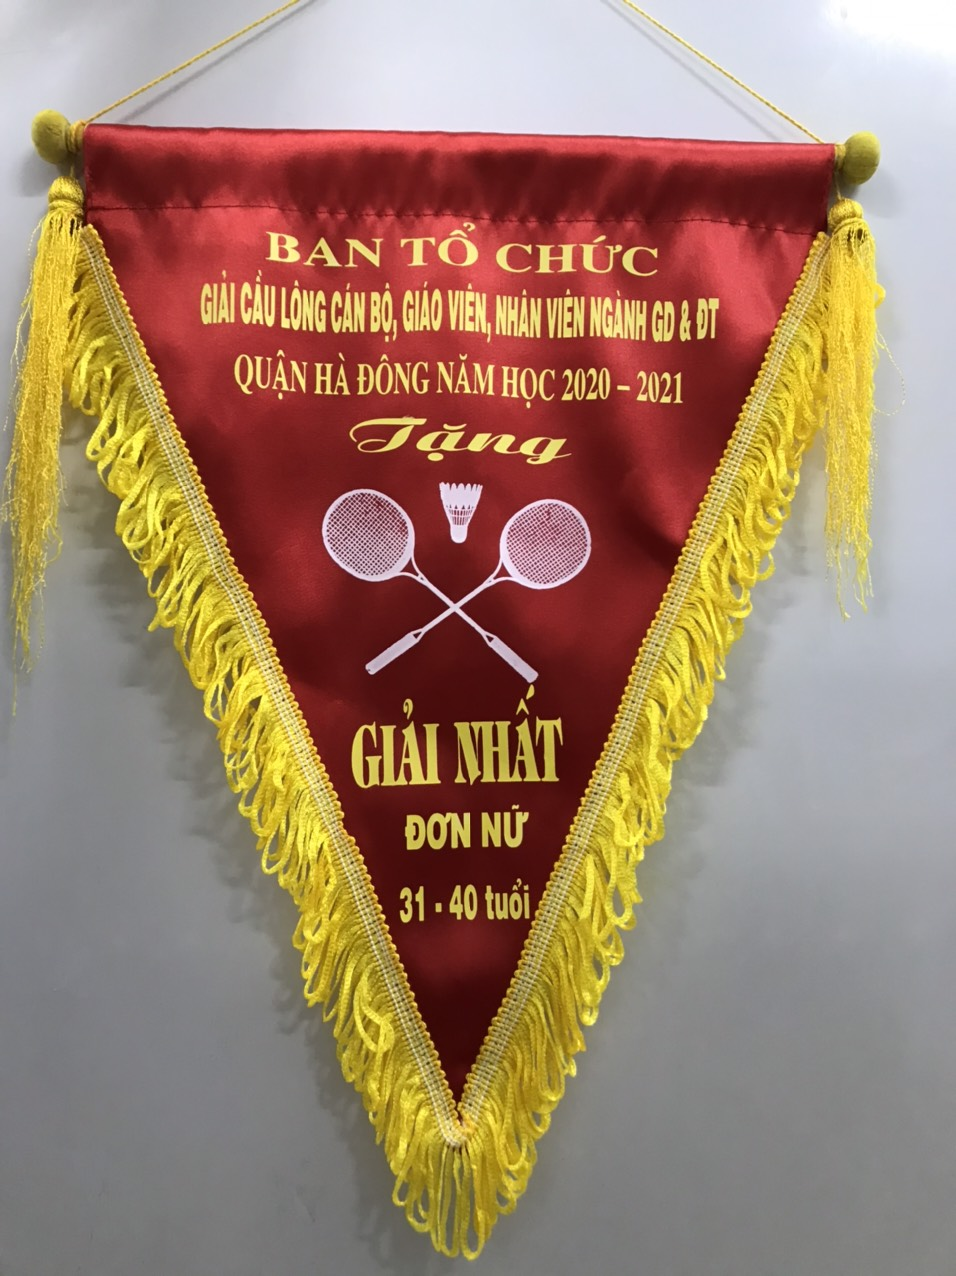 BAN TỔ CHỨC
GIẢI CẦU LÔNG CÁN BỘ, GIÁO VIÊN, NHÂN VIÊN NGÀNH GD & ĐT
QUẬN HÀ ĐÔNG NĂM HỌC 2020 – 2021
Tặng
GIẢI NHẤT
ĐƠN NỮ
31 - 40 tuổi